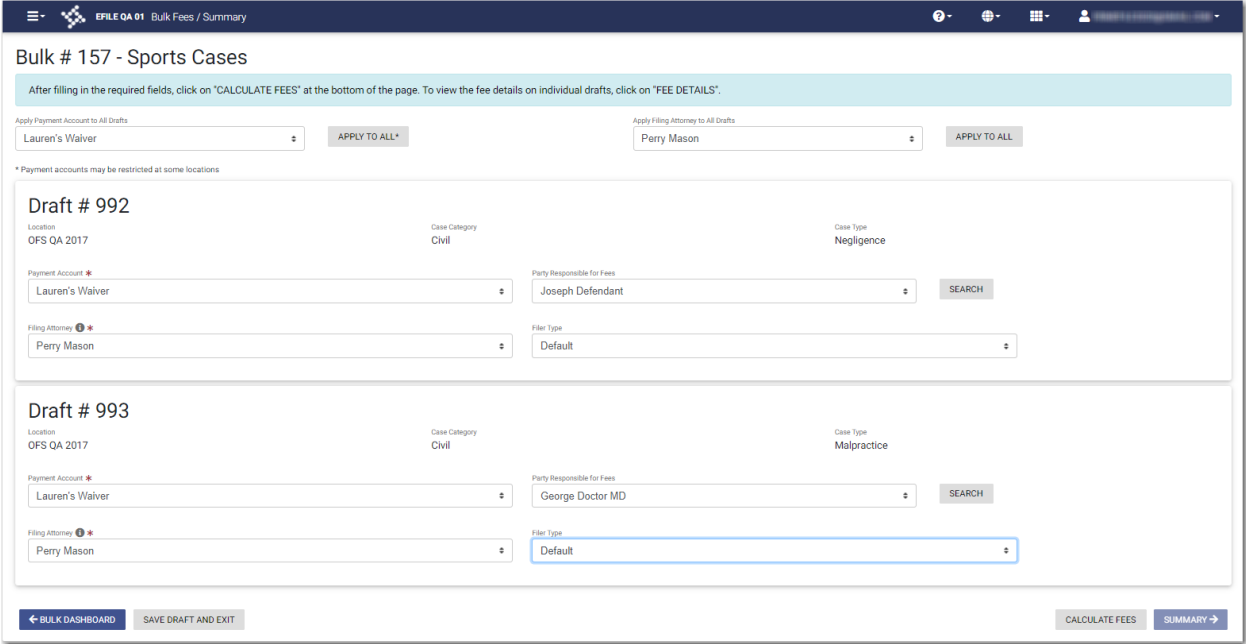 EFILE QA 01 Bulk Fees / Summary
Bulk # 157 - Sports Cases
After filling in the required fields, click on "CALCULATE FEES" at the bottom of the page. To view the fee details on individual drafts, click on "FEE DETAILS".
Apply Payment Account to All Drafts Apply Filing Attorney to All Drafts
Lauren's Waiver APPLY TO ALL* Perry Mason APPLY TO ALL
* Payment accounts may be restricted at some locations
Draft # 992
Location Case Category Case Type
OFS QA 2017 Civil Negligence
Payment Account * Party Responsible for Fees
Lauren's Waiver Joseph Defendant SEARCH
Filing Attorney * Filer Type
Perry Mason Default
Draft # 993
Location Case Category Case Type
OFS QA 2017 Civil Malpractice
Payment Account * Party Responsible for Fees
Lauren's Waiver George Doctor MD SEARCH
Filing Attorney * Filer Type
Perry Mason Default
BULK DASHBOARD SAVE DRAFT AND EXIT CALCULATE FEES SUMMARY